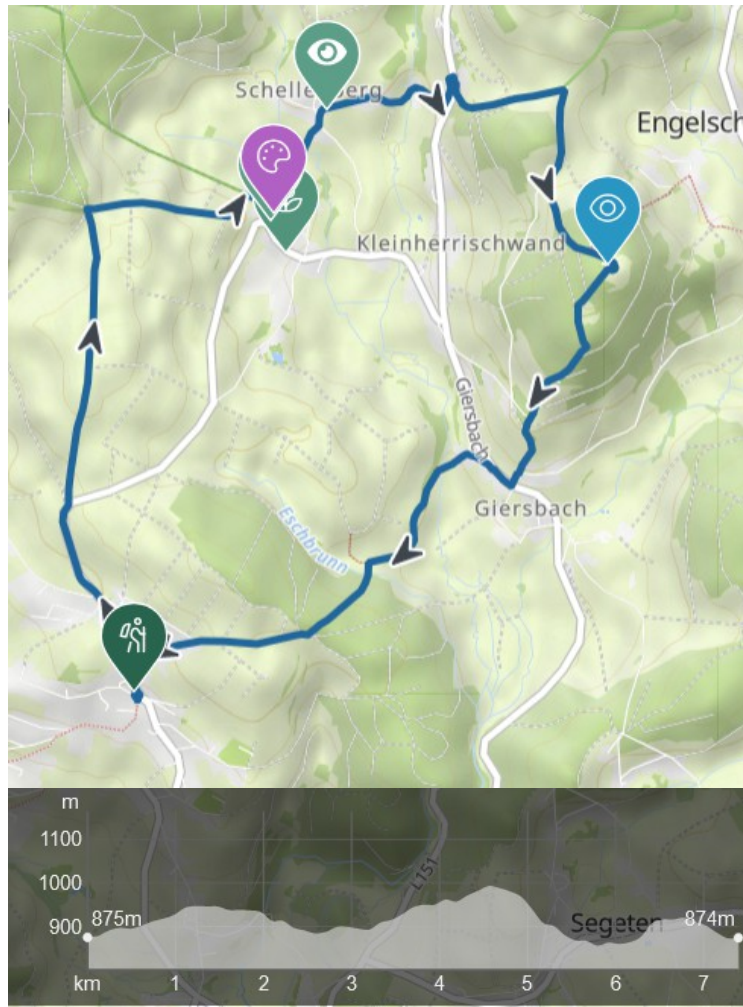 Schellenberg
Engelsch
Kleinherrischwand
Giersbach
Giersbach
Eschbrunn
m
1100
1000
L151
900
875m
Segeten
874m
km
1
2
3
4
5
6
7